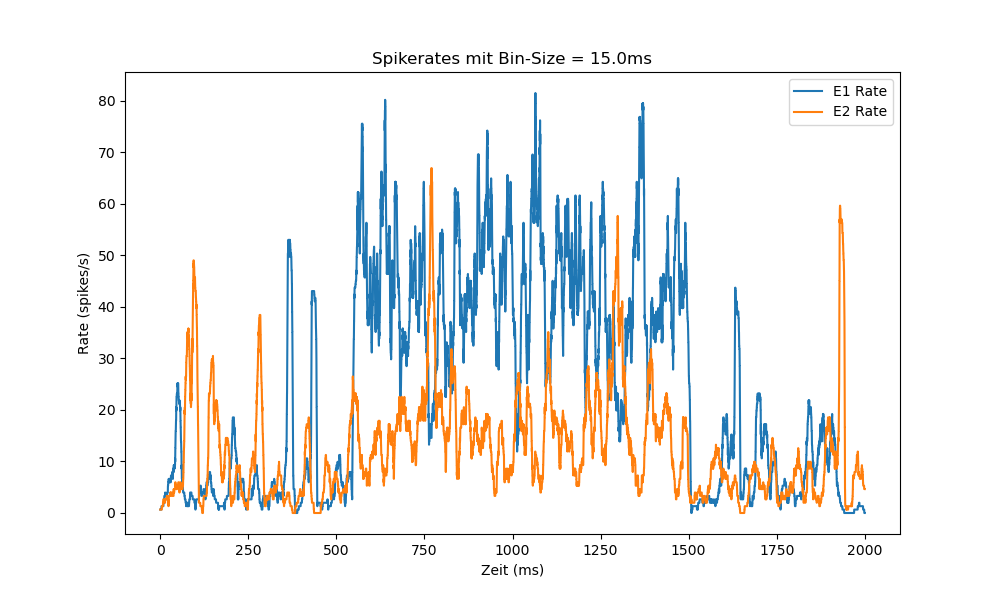 Spikerates mit Bin-Size = 15.0ms
E1 Rate
E2 Rate
Rate (spikes/s)
80
70
60
50
40
30
20
10
0
0 250 500 750 1000 1250 1500 1750 2000
Zeit (ms)